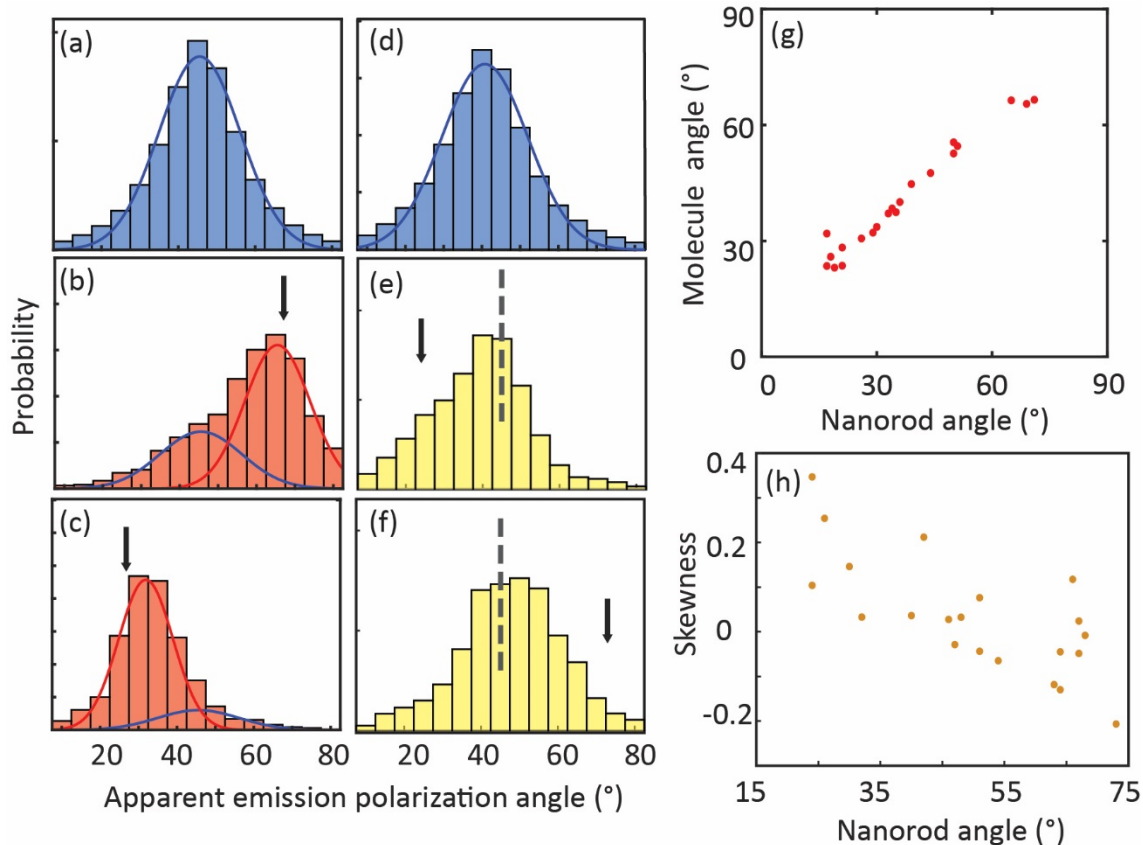 (a)
(d)
(b)
(e)
(c)
(f)
Probability
20 40 60 80 20 40 60 80
Apparent emission polarization angle (°)
(g)
90
60
30
0
Molecule angle (°)
0 30 60 90
Nanorod angle (°)
(h)
0.4
0.2
0
-0.2
Skewness
15 35 55 75
Nanorod angle (°)